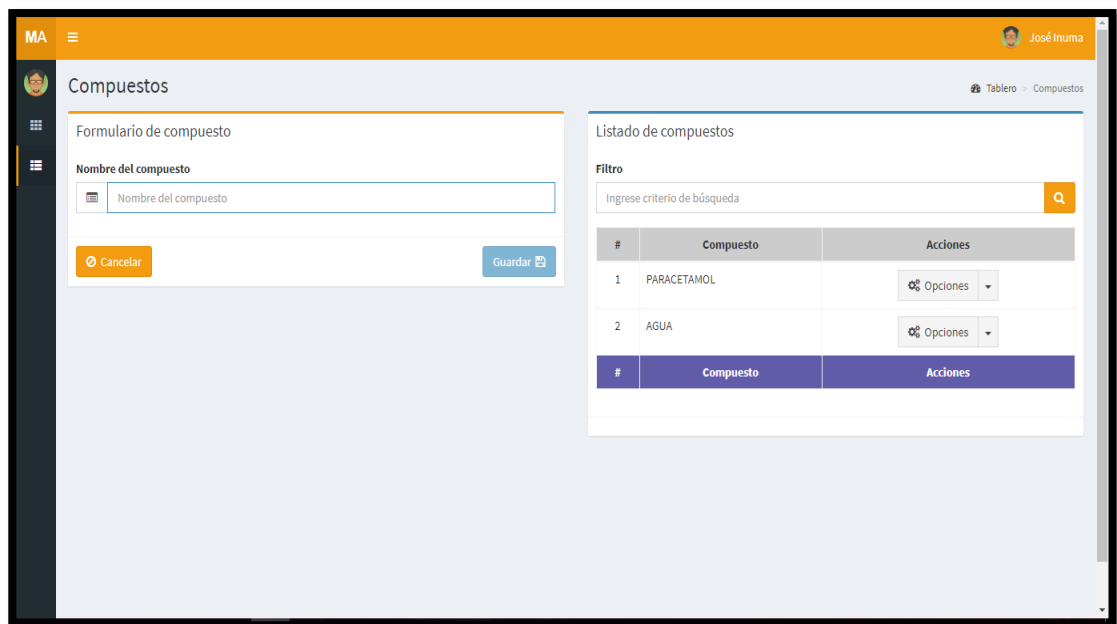 MA
José Inuma
Compuestos
Tablero > Compuestos
Formulario de compuesto
Nombre del compuesto
Nombre del compuesto
Cancelar
Guardar
Listado de compuestos
Filtro
Ingrese criterio de búsqueda
# Compuesto Acciones
1 PARACETAMOL Opciones
2 AGUA Opciones
# Compuesto Acciones